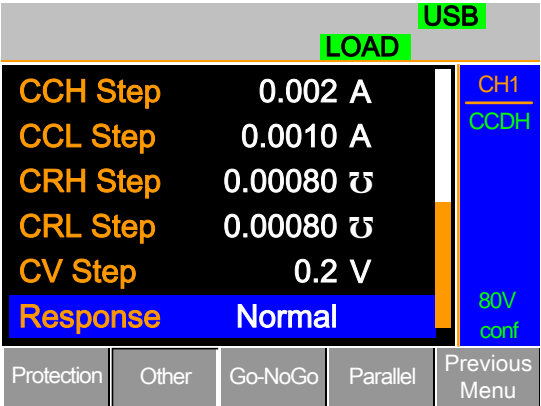 USB
LOAD
CCH Step 0.002 A
CCL Step 0.0010 A
CRH Step 0.00080 ℧
CRL Step 0.00080 ℧
CV Step 0.2 V
Response Normal
CH1
CCDH
80V
conf
Protection Other Go-NoGo Parallel Previous
Menu